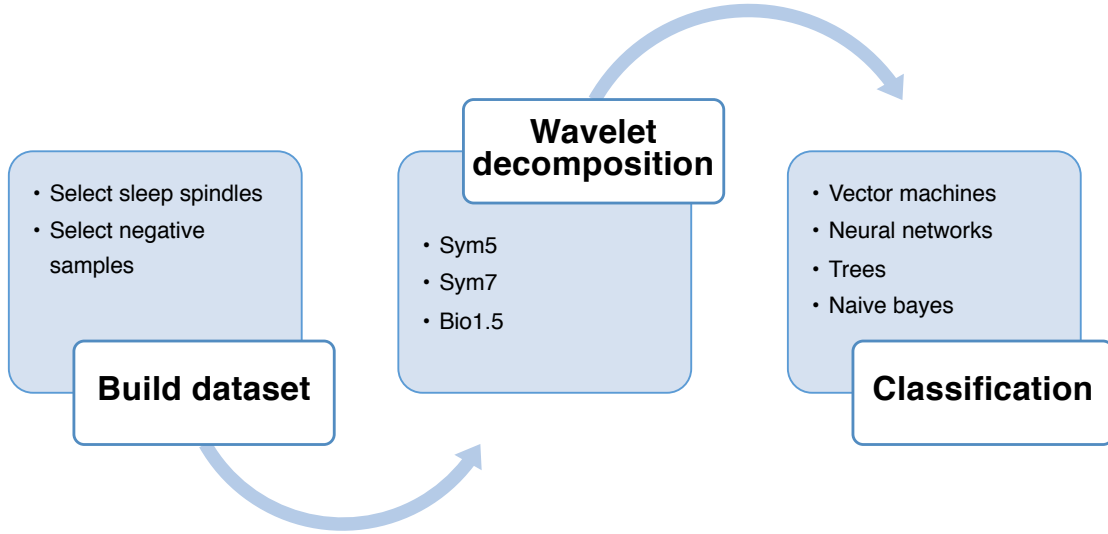 • Select sleep spindles
• Select negative
samples
Build dataset
Wavelet
decomposition
• Sym5
• Sym7
• Bio1.5
• Vector machines
• Neural networks
• Trees
• Naive bayes
Classification